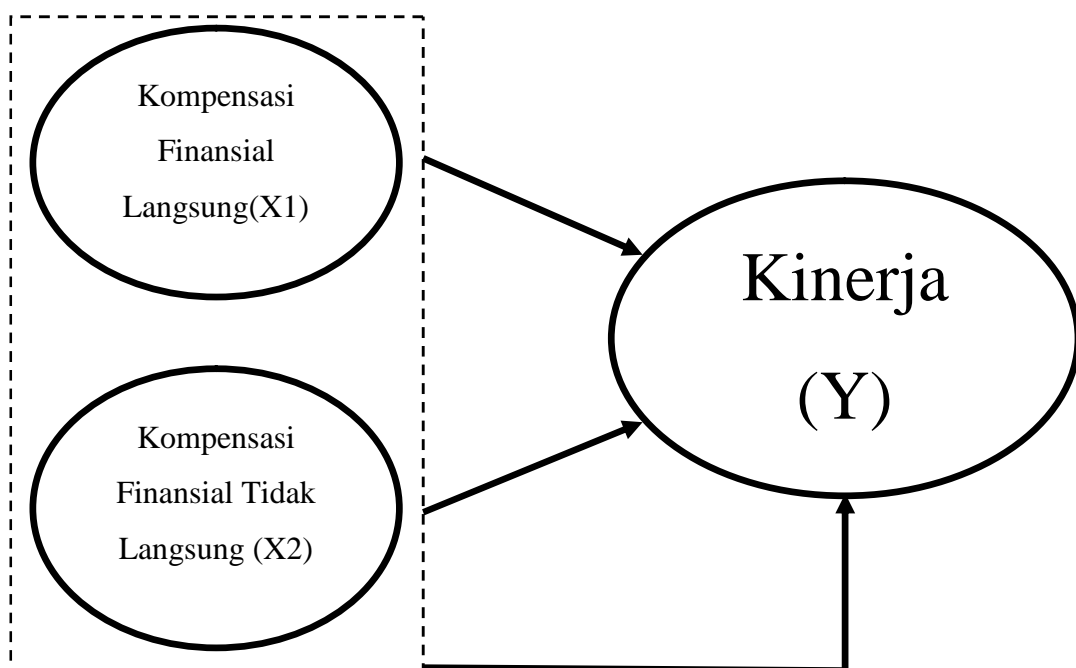 Kompensasi
Finansial
Langsung(X1)
Kompensasi
Finansial Tidak
Langsung (X2)
Kinerja
(Y)